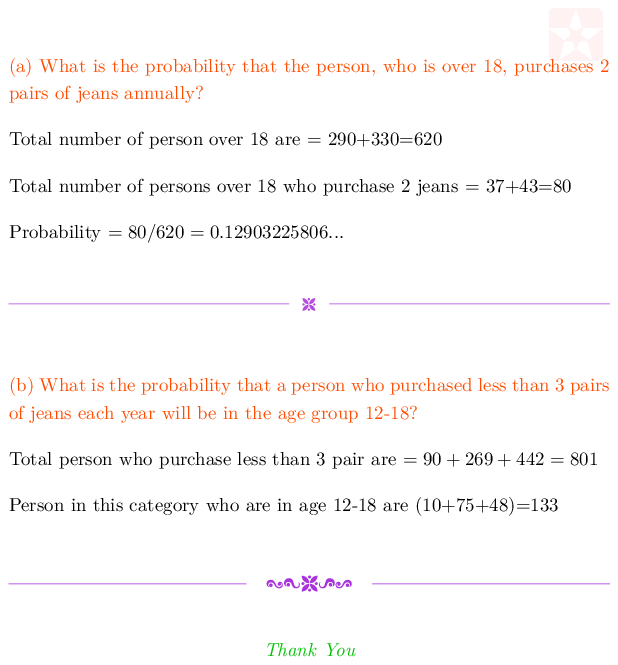 (a) What is the probability that the person, who is over 18, purchases 2
pairs of jeans annually?
Total number of person over 18 are = 290+330=620
Total number of persons over 18 who purchase 2 jeans = 37+43=80
Probability = 80/620 = 0.12903225806...
(b) What is the probability that a person who purchased less than 3 pairs
of jeans each year will be in the age group 12-18?
Total person who purchase less than 3 pair are = 90 + 269 + 442 = 801
Person in this category who are in age 12-18 are (10+75+48)=133
Thank You